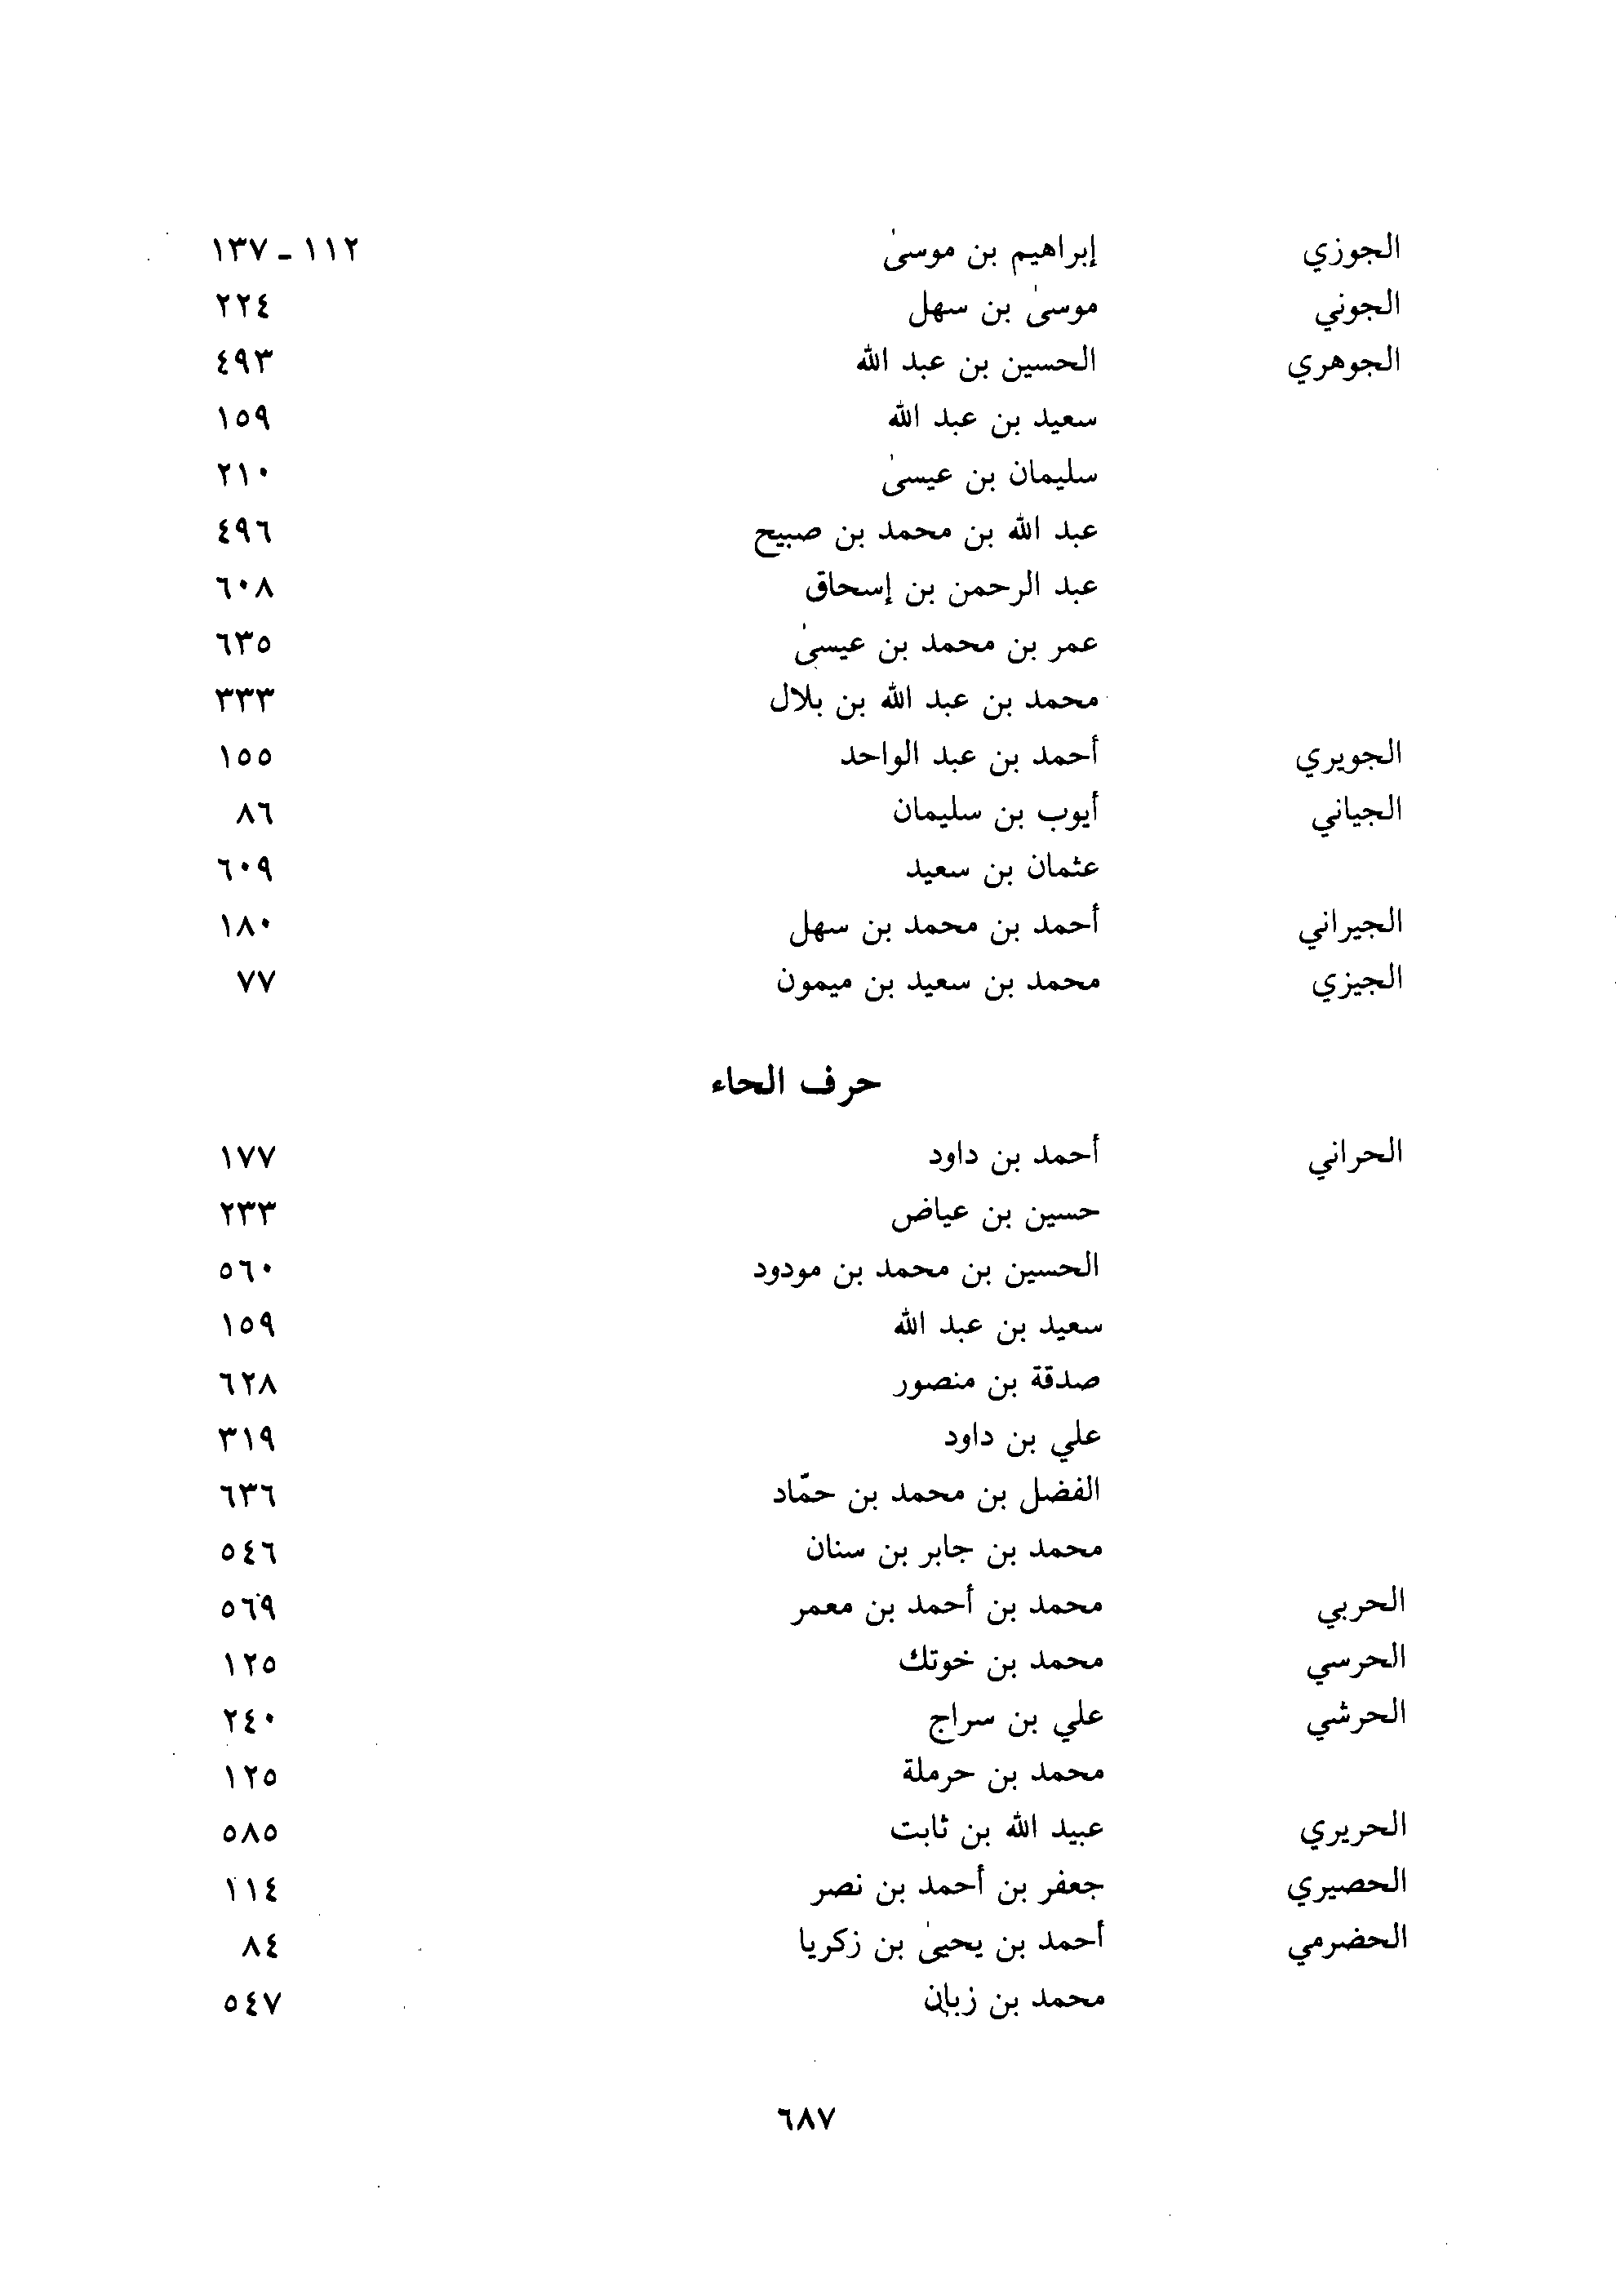 الجوزي إبراهيم بن موسىٰ ١١٢ - ١٣٧
الجوني موسىٰ بن سهل ٢٢٤
الجوهري الحسين بن عبد الله ٤٩٣
سعيد بن عبد الله ١٥٩
سليمان بن عيسىٰ ٢١٠
عبد الله بن محمد بن صبيح ٤٩٦
عبد الرحمن بن إسحاق ٦٠٨
عمر بن محمد بن عيسىٰ ٦٣٥
محمد بن عبد الله بن بلال ٣٣٣
الجويري أحمد بن عبد الواحد ١٥٥
الجياني أيوب بن سليمان ٨٦
عثمان بن سعيد ٦٠٩
الجيراني أحمد بن محمد بن سهل ١٨٠
الجيزي محمد بن سعيد بن ميمون ٧٧
حرف الحاء
الحراني أحمد بن داود ١٧٧
حسين بن عياض ٢٣٣
الحسين بن محمد بن مودود ٥٦٠
سعيد بن عبد الله ١٥٩
صدقة بن منصور ٦٢٨
علي بن داود ٣١٩
الفضل بن محمد بن حمّاد ٦٣٦
محمد بن جابر بن سنان ٥٤٦
الحربي محمد بن أحمد بن معمر ٥٦٩
الحرسي محمد بن خوتك ١٢٥
الحرشي علي بن سراج ٢٤٠
محمد بن حرملة ١٢٥
الحريري عبيد الله بن ثابت ٥٨٥
الحصيري جعفر بن أحمد بن نصر ١١٤
الحضرمي أحمد بن يحيىٰ بن زكريا ٨٤
محمد بن زبان ٥٤٧
٦٨٧